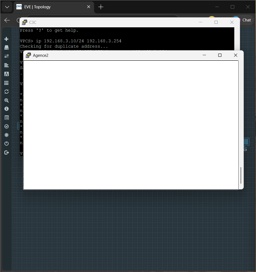 EVE | Topology
Chat
Press '?' to get help.
VPCS> ip 192.168.3.10/24 192.168.3.254
Checking for duplicate address...
Agence2